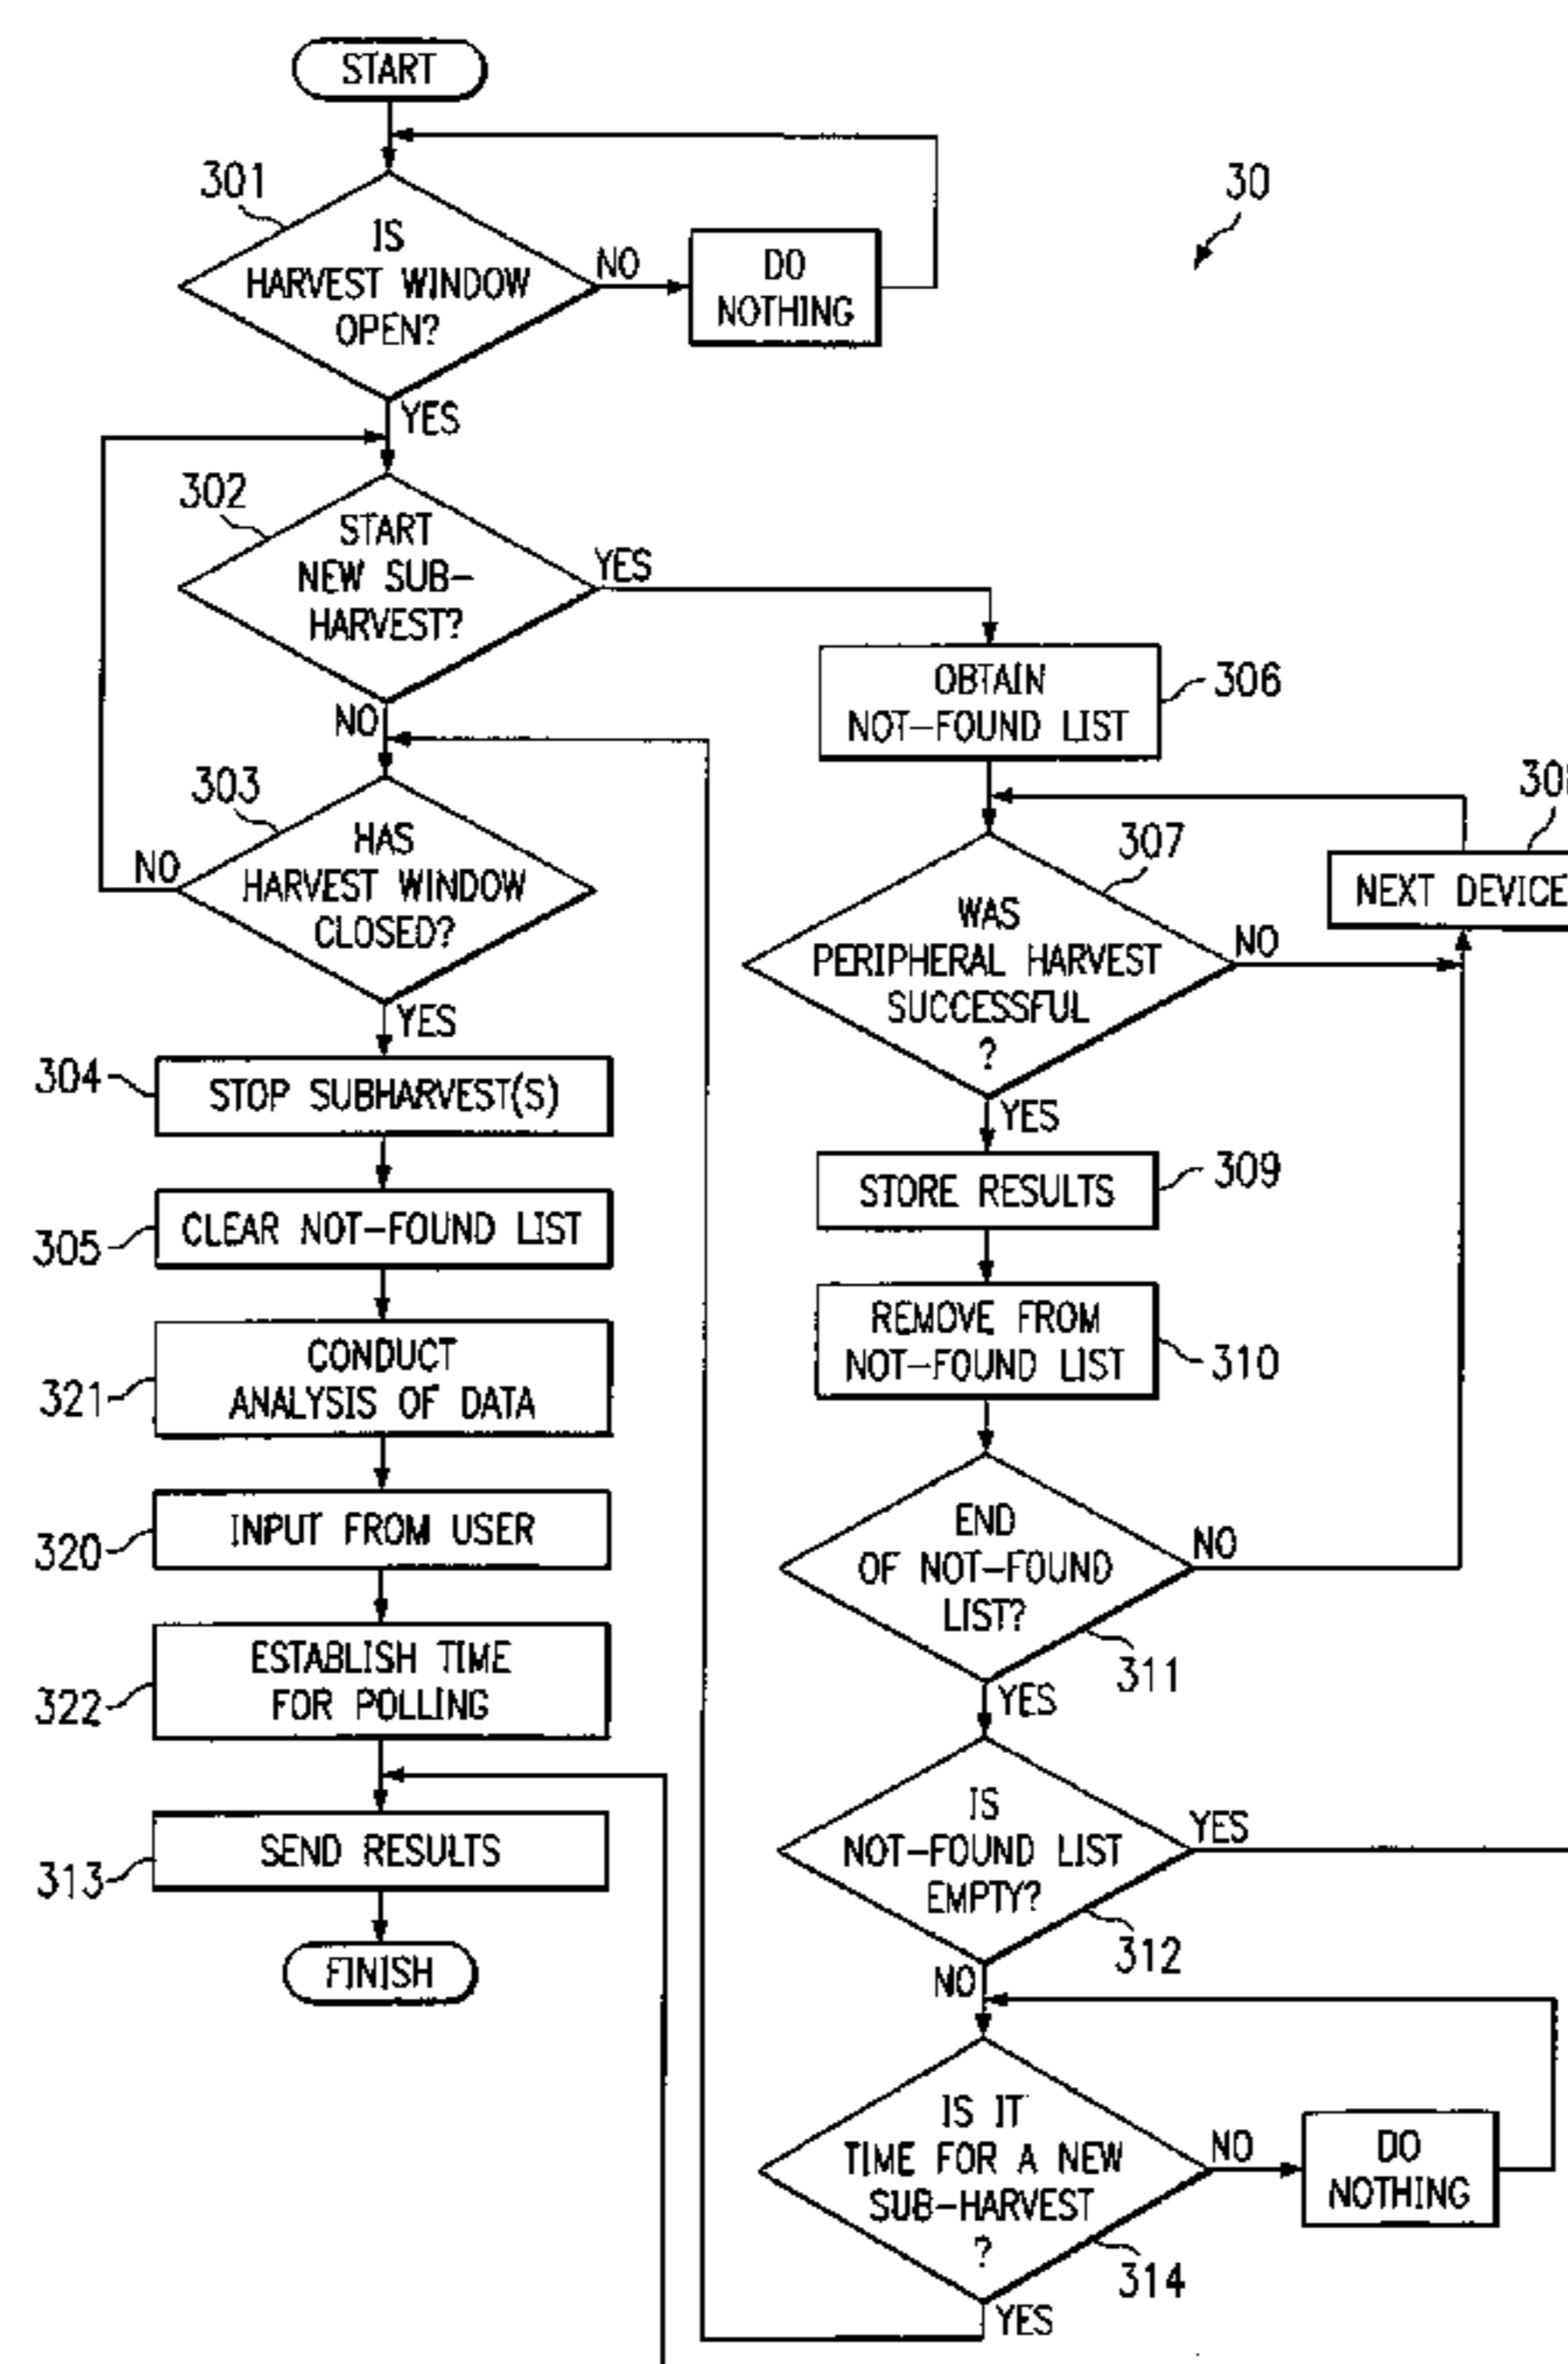 START
301
IS
HARVEST WINDOW
OPEN?
NO
DO
NOTHING
30
YES
302
START
NEW SUB-
HARVEST?
YES
NO
OBTAIN
NOT-FOUND LIST
306
303
HAS
HARVEST WINDOW
CLOSED?
NO
YES
307
WAS
PERIPHERAL HARVEST
SUCCESSFUL
?
NO
NEXT DEVICE
YES
304
STOP SUBHARVEST(S)
305
CLEAR NOT-FOUND LIST
321
CONDUCT
ANALYSIS OF DATA
320
INPUT FROM USER
322
ESTABLISH TIME
FOR POLLING
313
SEND RESULTS
FINISH
STORE RESULTS
309
REMOVE FROM
NOT-FOUND LIST
310
END
OF NOT-FOUND
LIST?
NO
311
YES
IS
NOT-FOUND LIST
EMPTY?
YES
312
NO
IS IT
TIME FOR A NEW
SUB-HARVEST
?
NO
DO
NOTHING
314
YES